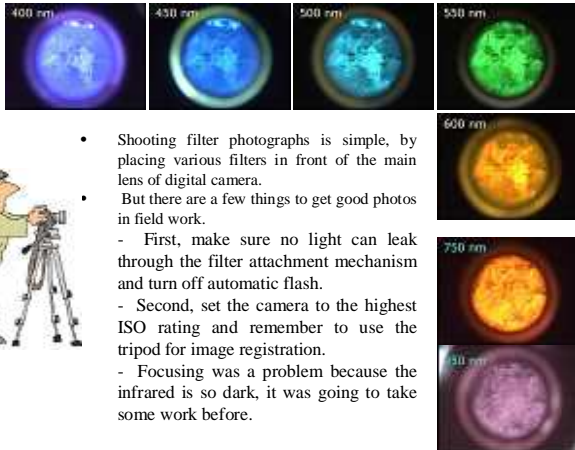 400 nm
450 nm
500 nm
550 nm
600 nm
• Shooting filter photographs is simple, by
placing various filters in front of the main
lens of digital camera.
• But there are a few things to get good photos
in field work.
- First, make sure no light can leak
through the filter attachment mechanism
and turn off automatic flash.
- Second, set the camera to the highest
ISO rating and remember to use the
tripod for image registration.
- Focusing was a problem because the
infrared is so dark, it was going to take
some work before.
750 nm
50 nm